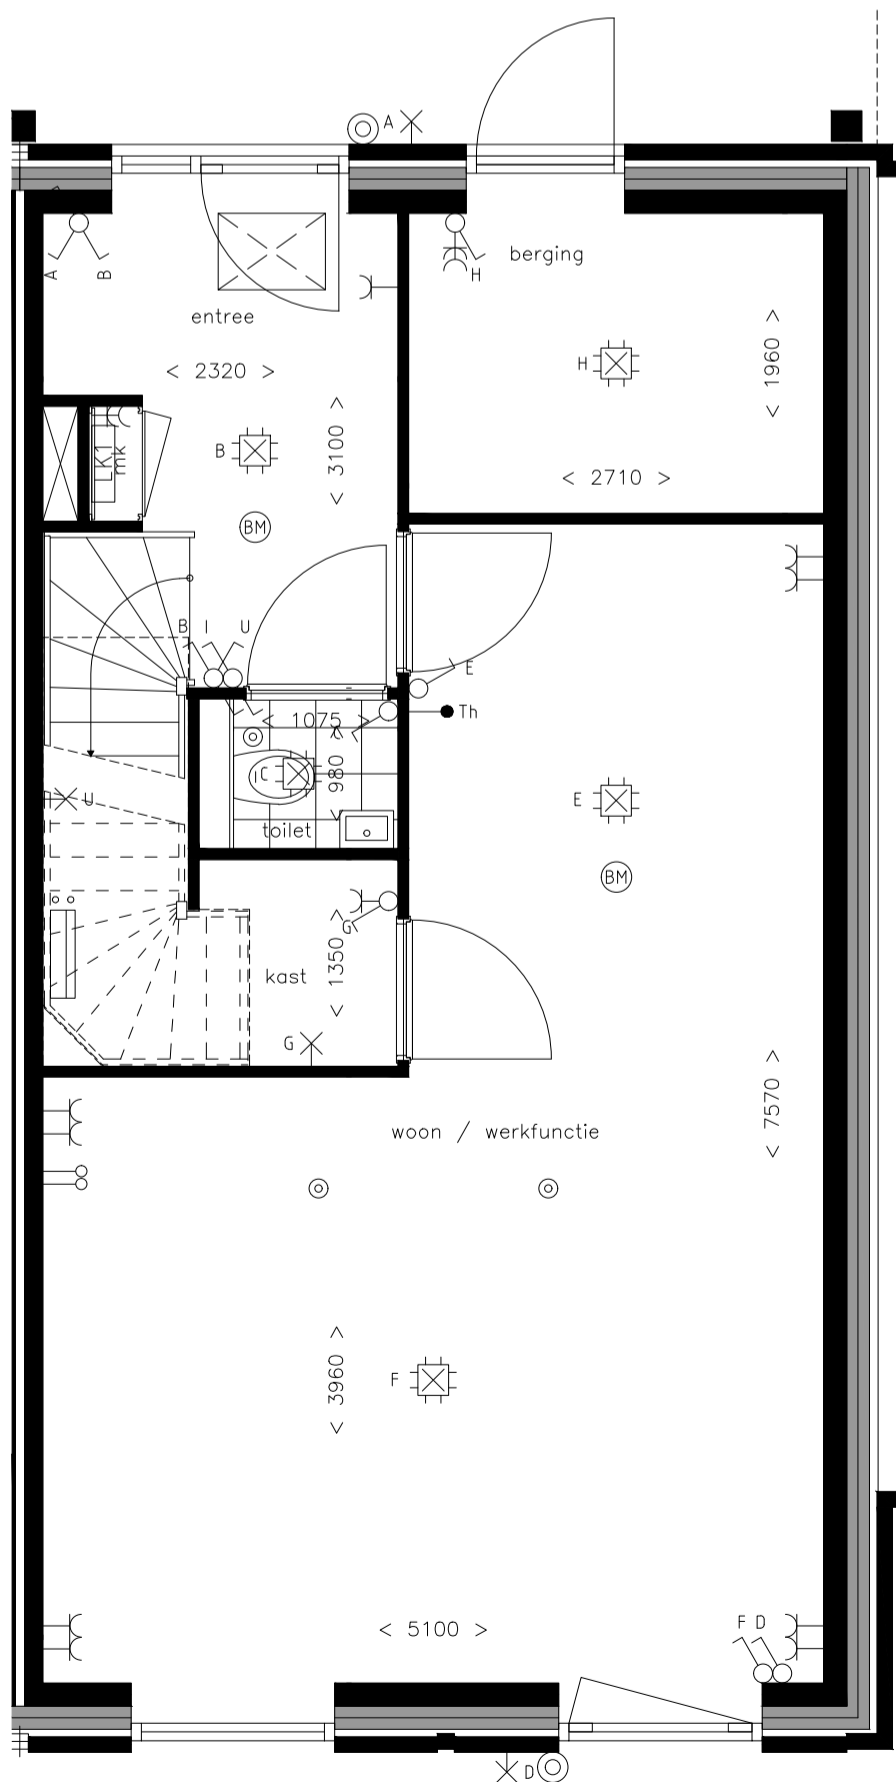 A
A
B
H
berging
entree
< 2320 >
H
< 1960 >
B
< 3100 >
LK1
mk
< 2710 >
BM
B
I
U
E
< 1075 >
Th
C
C
< 980 >
U
E
toilet
BM
G
kast
< 1350 >
G
< 7570 >
woon / werkfunctie
< 3960 >
F
< 5100 >
F
D
D